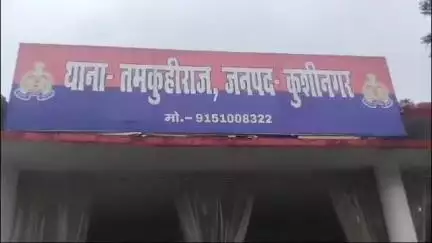 थाना- तमकुहीराज, जनपद- कुशीनगर
मो.- 9151008322